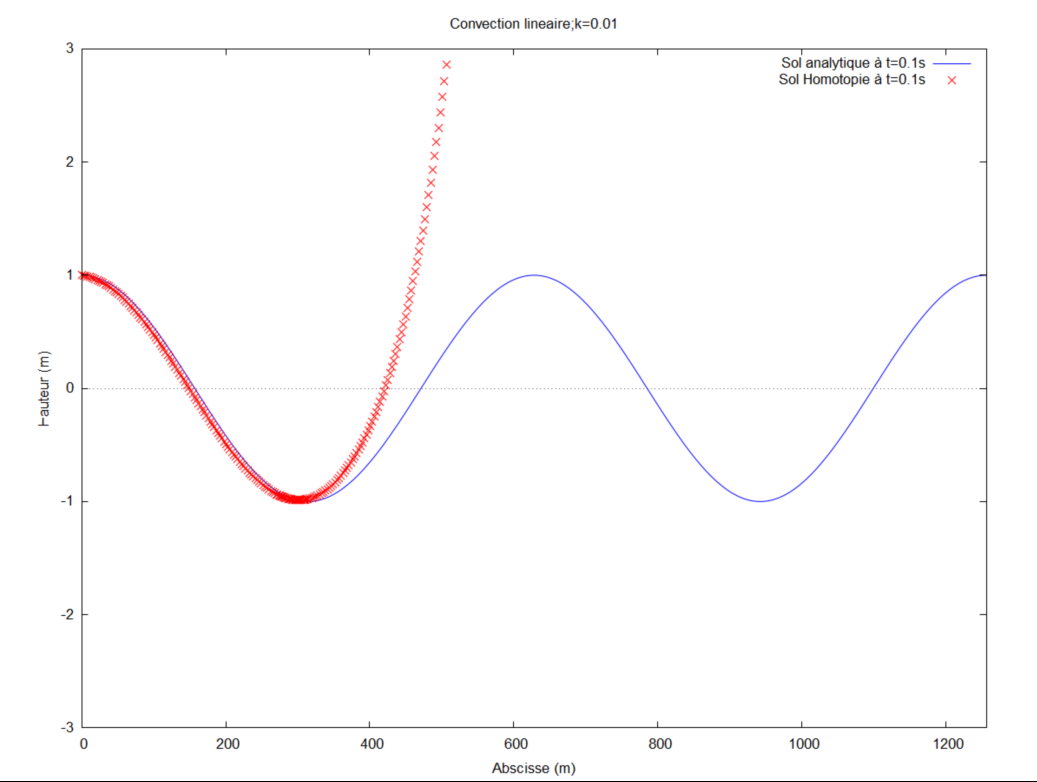 Convection lineaire;k=0.01
Sol analytique à t=0.1s
Sol Homotopie à t=0.1s
3
2
1
0
-1
-2
-3
Hauteur (m)
0 200 400 600 800 1000 1200
Abscisse (m)